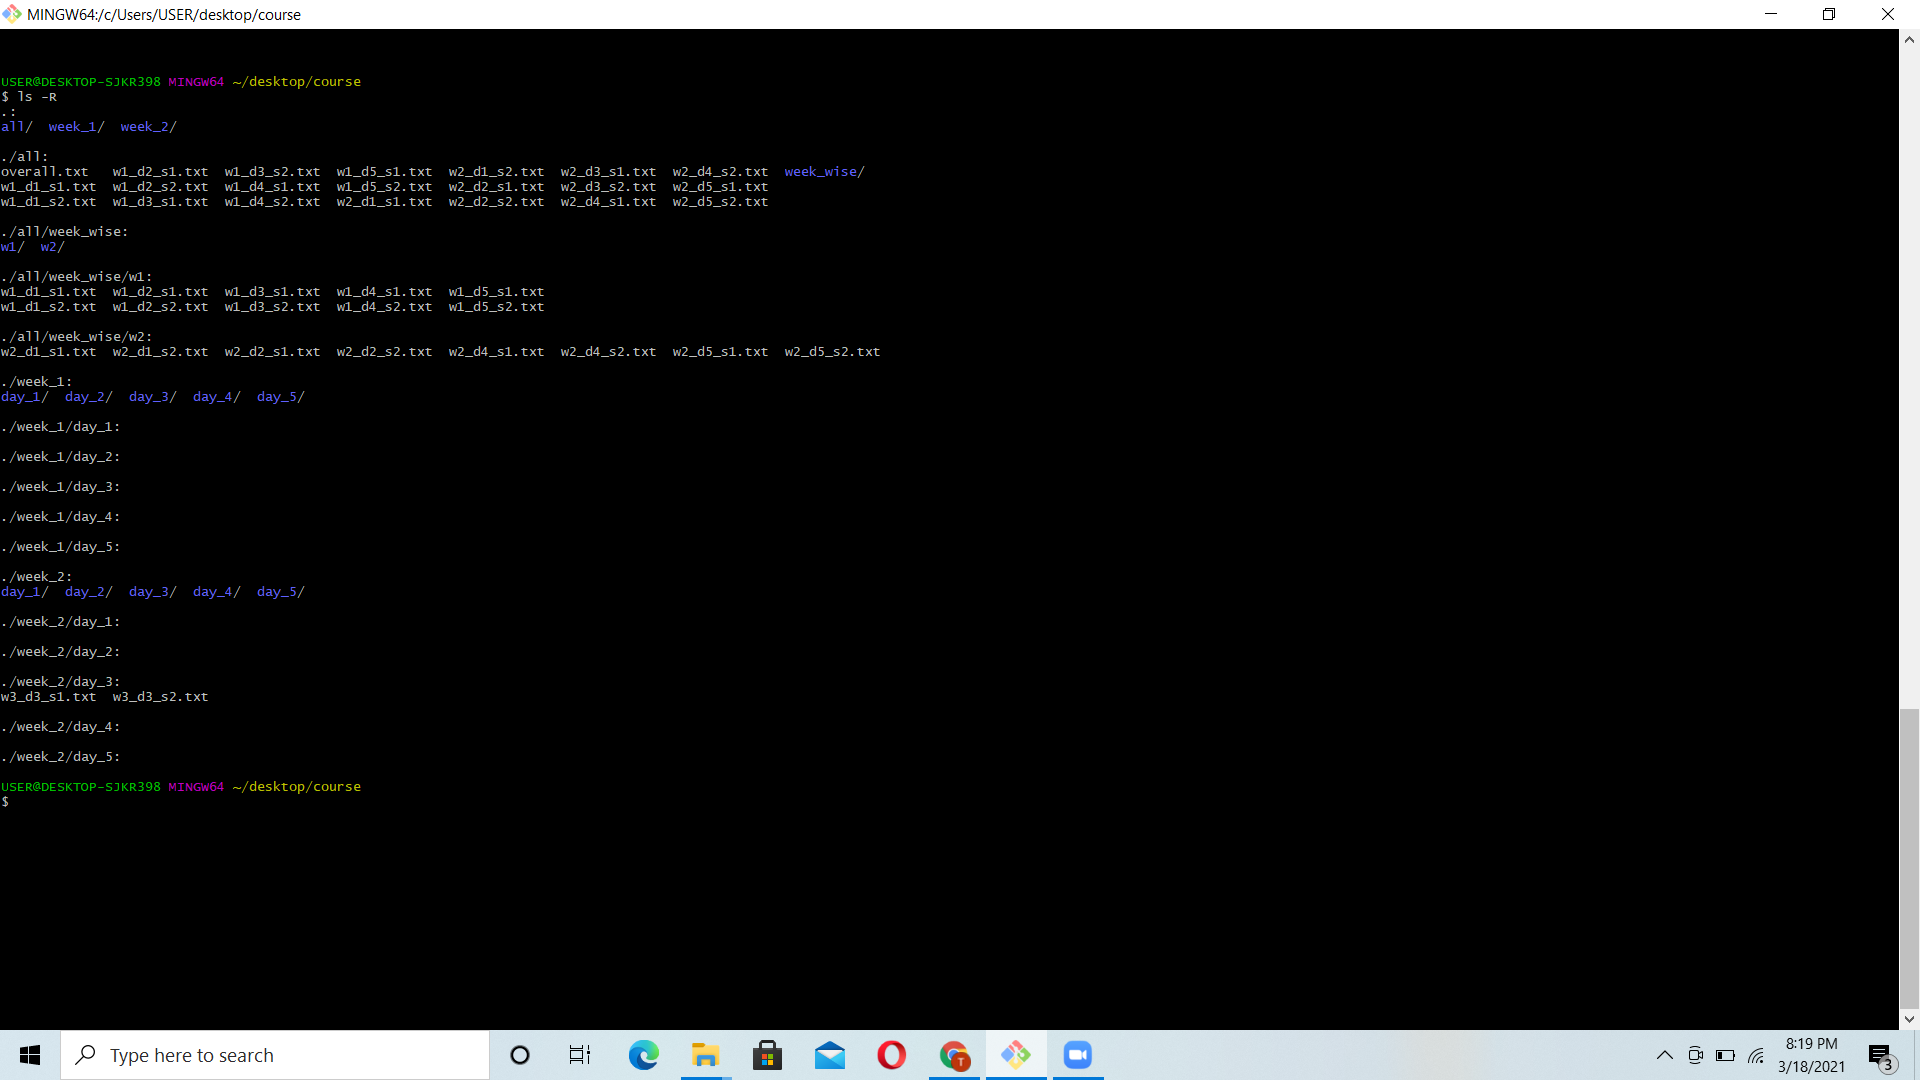 MINGW64:/c/Users/USER/desktop/course
USER@DESKTOP-SJKR398 MINGW64 ~/desktop/course
$ ls -R
.:
all/  week_1/  week_2/

./all:
overall.txt   w1_d2_s1.txt  w1_d3_s2.txt  w1_d5_s1.txt  w2_d1_s2.txt  w2_d3_s1.txt  w2_d4_s2.txt  week_wise/
w1_d1_s1.txt  w1_d2_s2.txt  w1_d4_s1.txt  w1_d5_s2.txt  w2_d2_s1.txt  w2_d3_s2.txt  w2_d5_s1.txt
w1_d1_s2.txt  w1_d3_s1.txt  w1_d4_s2.txt  w2_d1_s1.txt  w2_d2_s2.txt  w2_d4_s1.txt  w2_d5_s2.txt

./all/week_wise:
w1/  w2/

./all/week_wise/w1:
w1_d1_s1.txt  w1_d2_s1.txt  w1_d3_s1.txt  w1_d4_s1.txt  w1_d5_s1.txt
w1_d1_s2.txt  w1_d2_s2.txt  w1_d3_s2.txt  w1_d4_s2.txt  w1_d5_s2.txt

./all/week_wise/w2:
w2_d1_s1.txt  w2_d1_s2.txt  w2_d2_s1.txt  w2_d2_s2.txt  w2_d4_s1.txt  w2_d4_s2.txt  w2_d5_s1.txt  w2_d5_s2.txt

./week_1:
day_1/  day_2/  day_3/  day_4/  day_5/

./week_1/day_1:

./week_1/day_2:

./week_1/day_3:

./week_1/day_4:

./week_1/day_5:

./week_2:
day_1/  day_2/  day_3/  day_4/  day_5/

./week_2/day_1:

./week_2/day_2:

./week_2/day_3:
w3_d3_s1.txt  w3_d3_s2.txt

./week_2/day_4:

./week_2/day_5:

USER@DESKTOP-SJKR398 MINGW64 ~/desktop/course
$
Type here to search
T
8:19 PM
3/18/2021
3